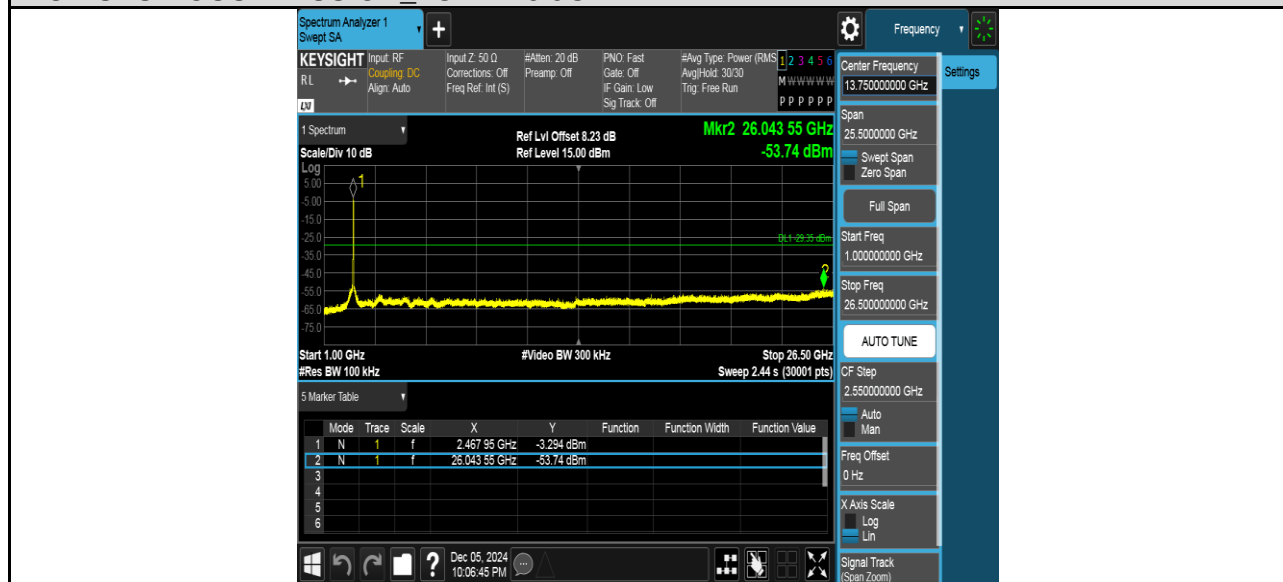 Spectrum Analyzer 1
Swept SA
+
Frequency
KEYSIGHT
RL
LXI
Input: RF
Coupling: DC
Align: Auto
Input Z: 50 Ω
Corrections: Off
Freq Ref: Int (S)
#Atten: 20 dB
Preamp: Off
PNO: Fast
Gate: Off
IF Gain: Low
Sig Track: Off
#Avg Type: Power (RMS
Avg|Hold: 30/30
Trig: Free Run
1 2 3 4 5 6
M W W W W W
P P P P P P
1 Spectrum
Scale/Div 10 dB
Ref Lvl Offset 8.23 dB
Ref Level 15.00 dBm
Mkr2 26.043 55 GHz
-53.74 dBm
Log
5.00
-5.00
-15.0
-25.0
-35.0
-45.0
-55.0
-65.0
-75.0
1
DL1 -29.35 dBm
2
Start 1.00 GHz
#Video BW 300 kHz
Stop 26.50 GHz
#Res BW 100 kHz
Sweep 2.44 s (30001 pts)
5 Marker Table
Mode Trace Scale X Y Function Function Width Function Value
1 N 1 f 2.467 95 GHz -3.294 dBm
2 N 1 f 26.043 55 GHz -53.74 dBm
3
4
5
6
?
Dec 05, 2024
10:06:45 PM
Center Frequency
13.750000000 GHz
Settings
Span
25.5000000 GHz
Swept Span
Zero Span
Full Span
Start Freq
1.000000000 GHz
Stop Freq
26.500000000 GHz
AUTO TUNE
CF Step
2.550000000 GHz
Auto
Man
Freq Offset
0 Hz
X Axis Scale
Log
Lin
Signal Track
(Span Zoom)